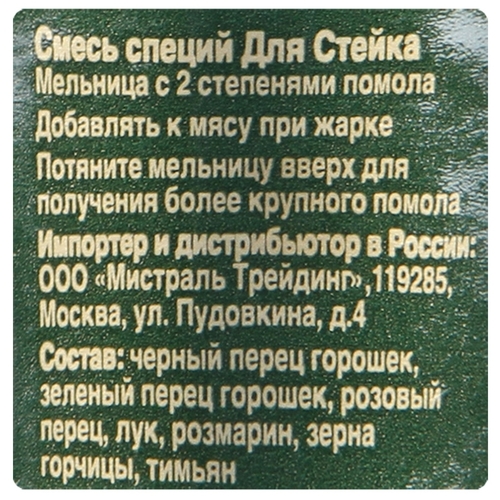 Смесь специй Для Стейка
Мельница с 2 степенями помола
Добавлять к мясу при жарке
Потяните мельницу вверх для
получения более крупного помола
Импортер и дистрибьютор в России:
ООО «Мистраль Трейдинг»,119285,
Москва, ул. Пудовкина, д.4
Состав: черный перец горошек,
зеленый перец горошек, розовый
перец, лук, розмарин, зерна
горчицы, тимьян